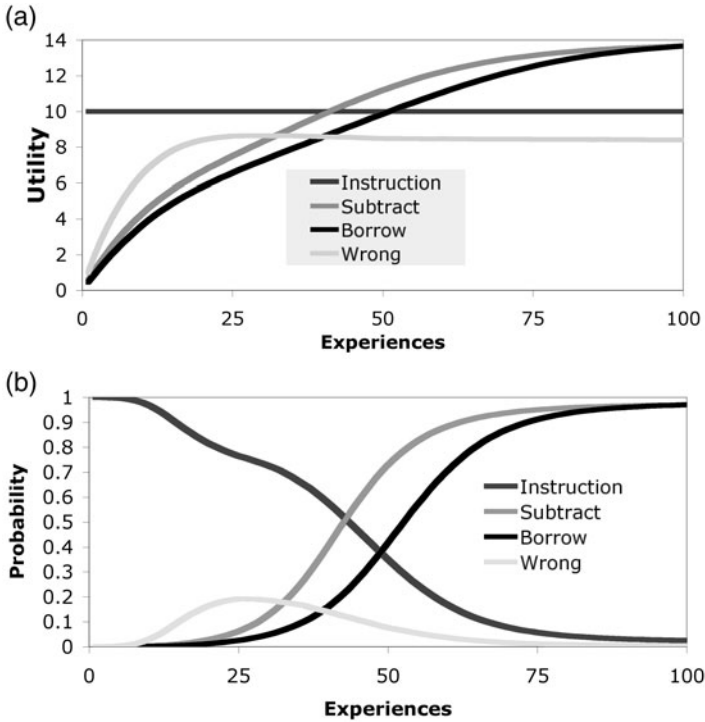 (a)
14
12
10
8
6
4
2
0
Utility
Instruction
Subtract
Borrow
Wrong
0 25 50 75 100
Experiences
(b)
1
0.9
0.8
0.7
0.6
0.5
0.4
0.3
0.2
0.1
0
Probability
Instruction
Subtract
Borrow
Wrong
0 25 50 75 100
Experiences